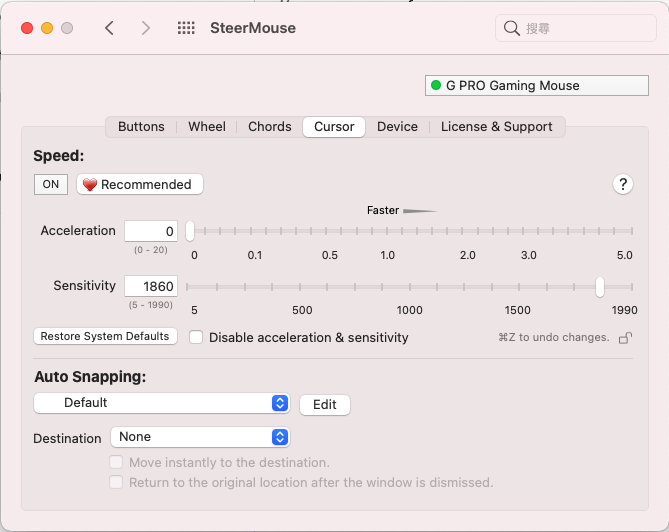 SteerMouse
搜尋
G PRO Gaming Mouse
Buttons Wheel Chords Cursor Device License & Support
Speed:
ON Recommended ?
Faster
Acceleration 0
(0 - 20) 0 0.1 0.5 1.0 2.0 3.0 5.0
Sensitivity 1860
(5 - 1990) 5 500 1000 1500 1990
Restore System Defaults Disable acceleration & sensitivity ⌘Z to undo changes.
Auto Snapping:
Default Edit
Destination None
Move instantly to the destination.
Return to the original location after the window is dismissed.